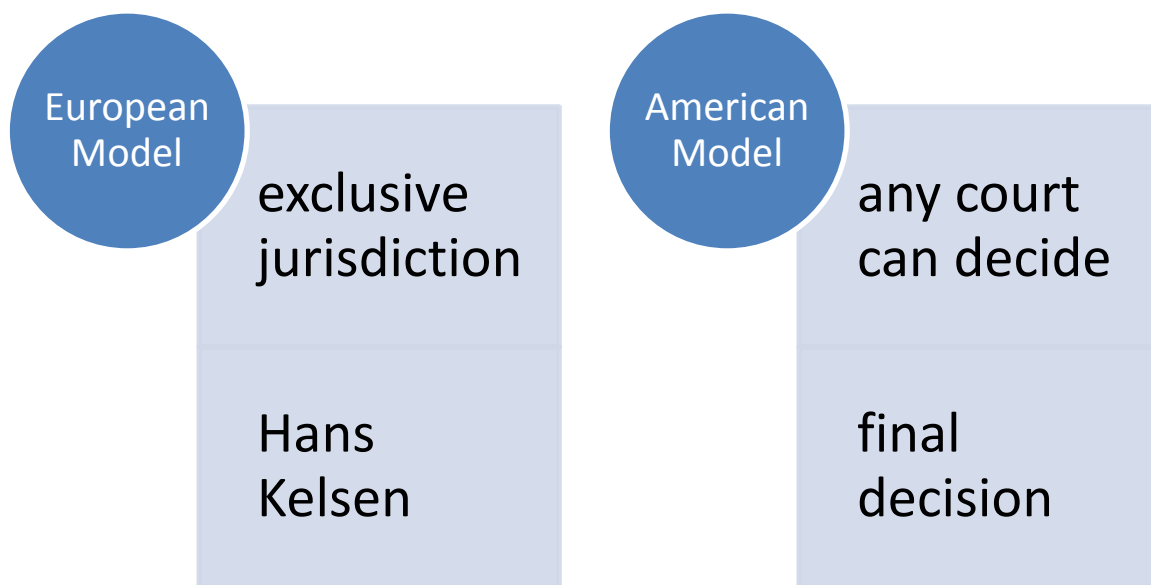 European
Model
exclusive
jurisdiction
Hans
Kelsen
American
Model
any court
can decide
final
decision